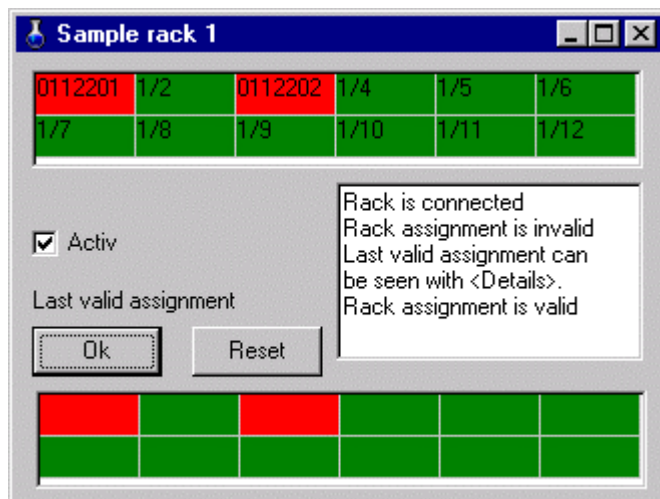 Sample rack 1
0112201 1/2 0112202 1/4 1/5 1/6
1/7 1/8 1/9 1/10 1/11 1/12
Activ
Rack is connected
Rack assignment is invalid
Last valid assignment can
be seen with <Details>.
Rack assignment is valid
Last valid assignment
Ok Reset